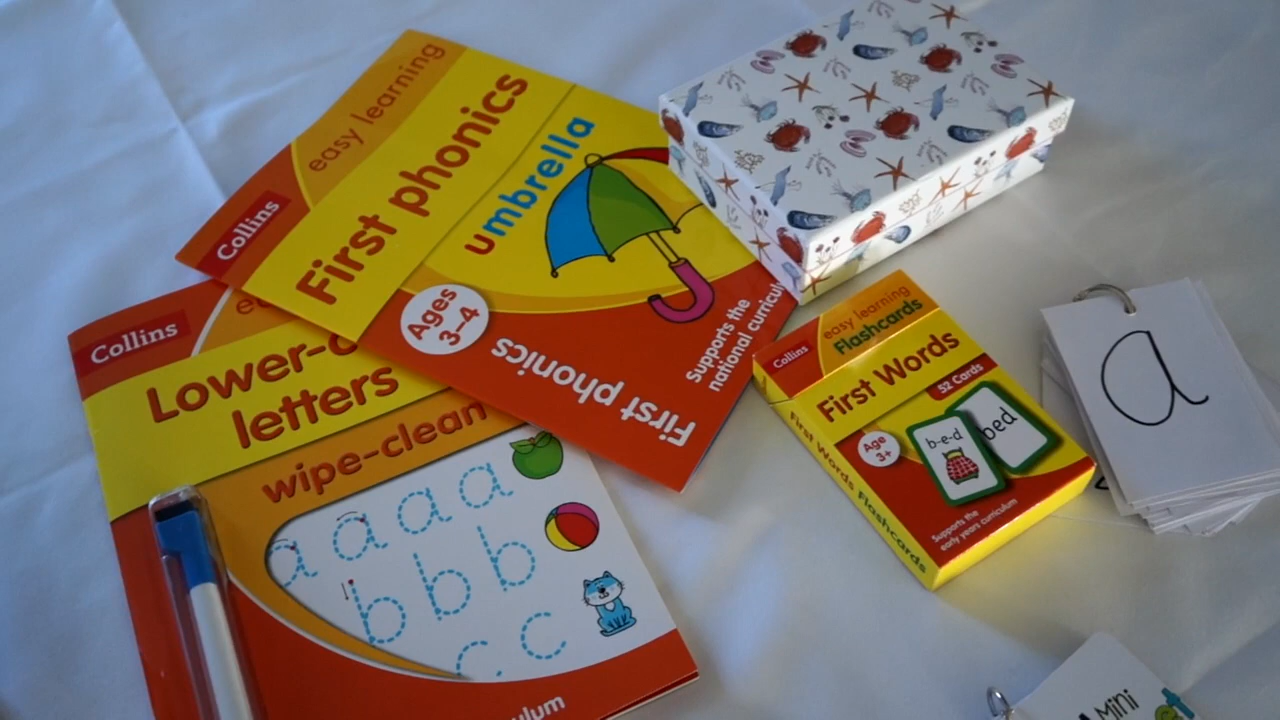 Collins
easy learning
First phonics
umbrella
Ages
3–4
Supports the
national curriculu
First phonics
Collins
Lower-c
letters
wipe-clean
a a a a
b b b
c c
ulum
Collins
easy learning
Flashcards
First Words
52 Cards
Age
3+
b-e-d
bed
Supports the
early years curriculum
First Words Flashcards
a
Mini